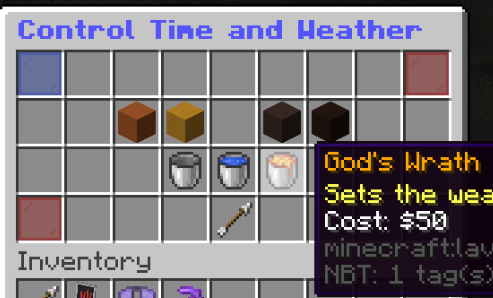 Control Time and Weather
God's Wrath
Sets the wea
Cost: $50
minecraft:lav
NBT: 1 tag(s
Inventory